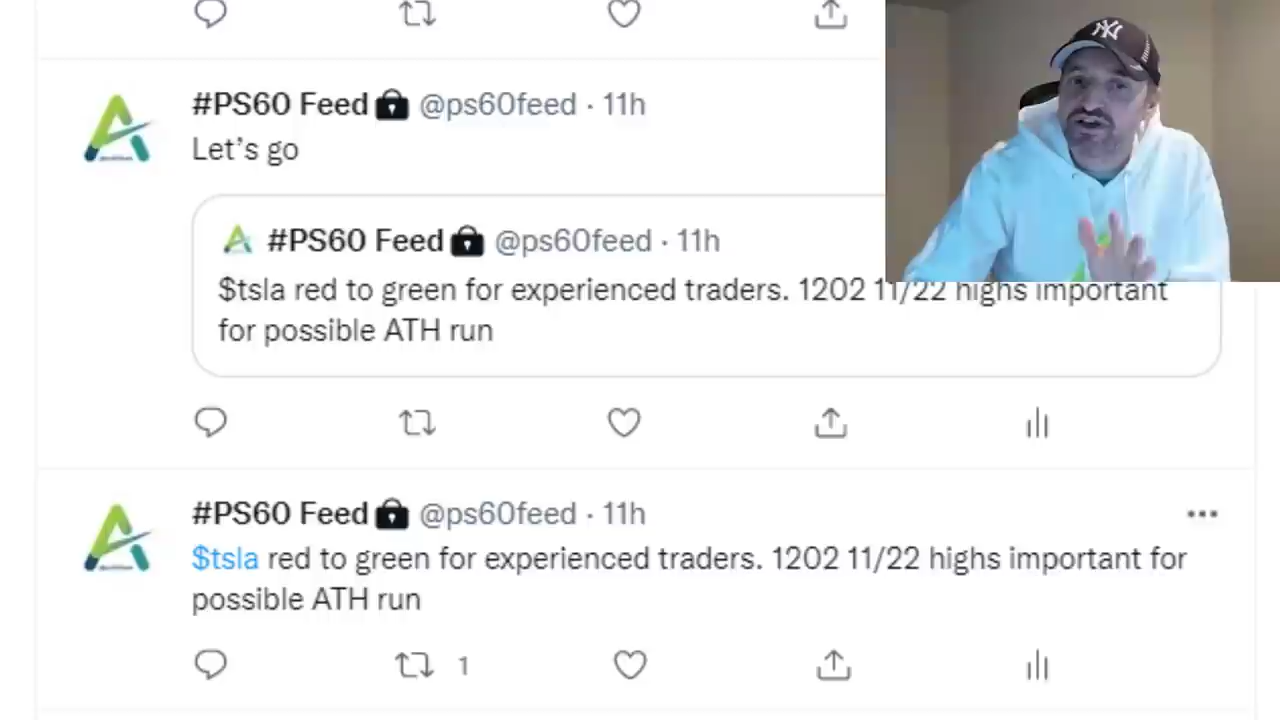 #PS60 Feed @ps60feed · 11h
Let's go
#PS60 Feed @ps60feed · 11h
$tsla red to green for experienced traders. 1202 11/22 highs important
for possible ATH run
#PS60 Feed @ps60feed · 11h
$tsla red to green for experienced traders. 1202 11/22 highs important for
possible ATH run
1
NY